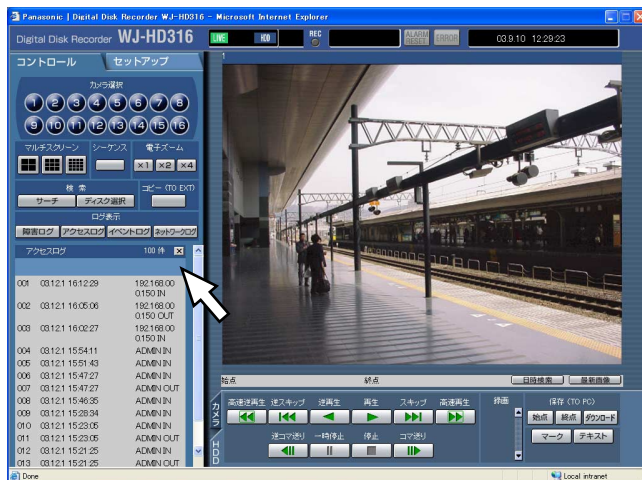 Panasonic | Digital Disk Recorder WJ-HD316 - Microsoft Internet Explorer
Digital Disk Recorder WJ-HD316
LIVE HDD REC ALARM RESET ERROR 03.9.10 12:29:23
コントロール セットアップ
1
カメラ選択
1 2 3 4 5 6 7 8
9 10 11 12 13 14 15 16
マルチスクリーン シーケンス 電子ズーム
×1 ×2 ×4
検 索 コピー (TO EXT)
サーチ ディスク選択
ログ表示
障害ログ アクセスログ イベントログ ネットワークログ
アクセスログ 100 件
001 03.12.1 16:12:29 192.168.00
0.150 IN
002 03.12.1 16:05:06 192.168.00
0.150 OUT
003 03.12.1 16:02:27 192.168.00
0.150 IN
004 03.12.1 15:54:11 ADMIN IN
005 03.12.1 15:51:43 ADMIN IN
006 03.12.1 15:47:27 ADMIN IN
007 03.12.1 15:47:27 ADMIN OUT
008 03.12.1 15:46:35 ADMIN IN
009 03.12.1 15:28:34 ADMIN IN
010 03.12.1 15:23:05 ADMIN IN
011 03.12.1 15:23:05 ADMIN OUT
012 03.12.1 15:21:25 ADMIN IN
013 03.12.1 15:21:25 ADMIN OUT
始点 終点 日時検索 最新画像
カメラ
HDD
高速逆再生 逆スキップ 逆再生 再生 スキップ 高速再生
逆コマ送り 一時停止 停止 コマ送り
録画
保存 (TO PC)
始点 終点 ダウンロード
マーク テキスト
Done Local intranet